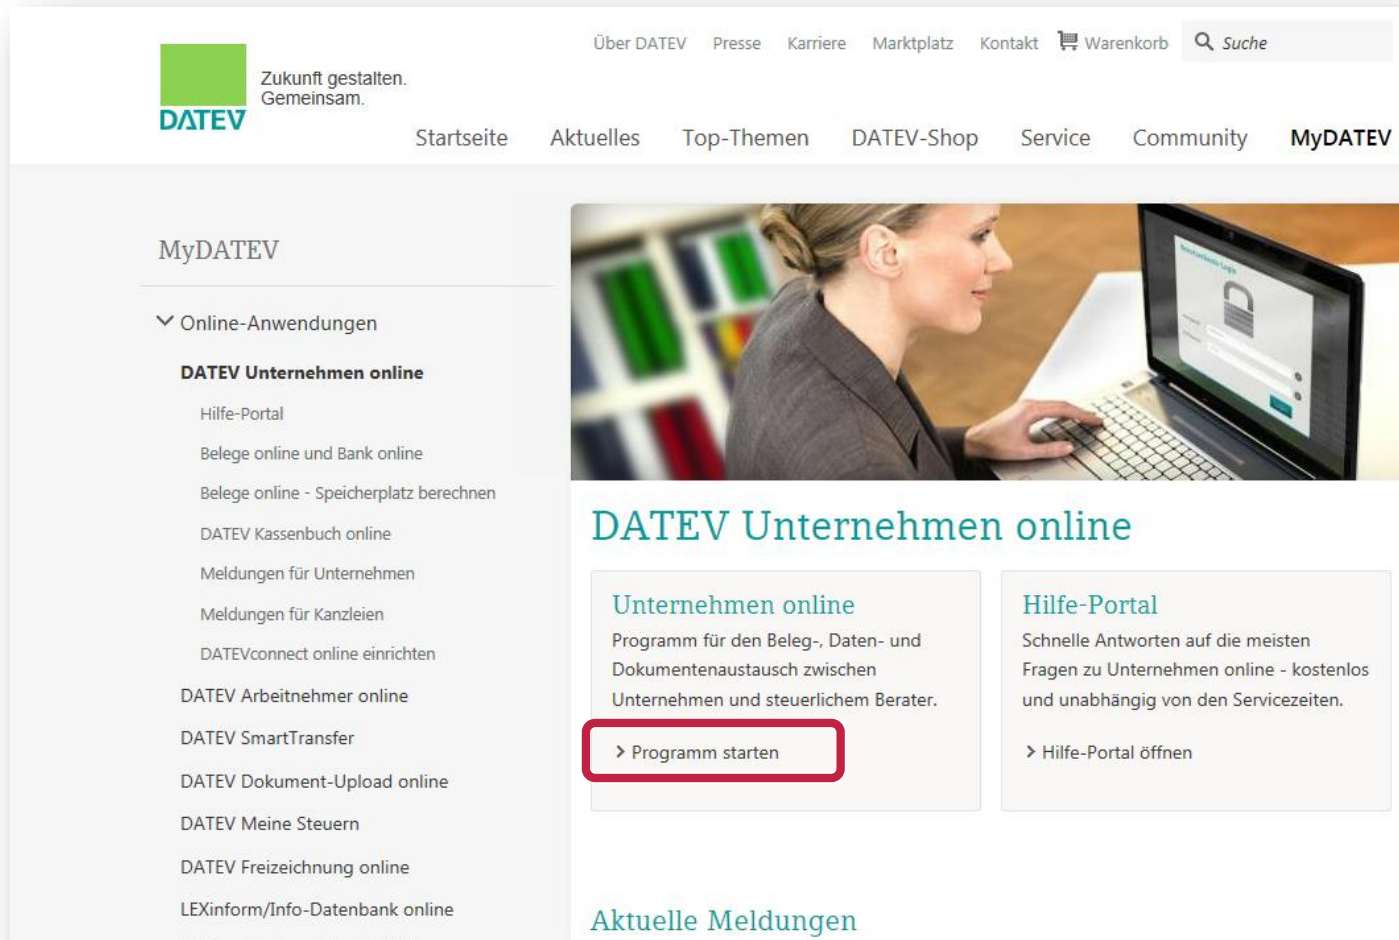 Über DATEV Presse Karriere Marktplatz Kontakt Warenkorb Suche
Zukunft gestalten.
Gemeinsam.
DATEV
Startseite Aktuelles Top-Themen DATEV-Shop Service Community MyDATEV
MyDATEV
Online-Anwendungen
DATEV Unternehmen online
Hilfe-Portal
Belege online und Bank online
Belege online - Speicherplatz berechnen
DATEV Kassenbuch online
Meldungen für Unternehmen
Meldungen für Kanzleien
DATEVconnect online einrichten
DATEV Arbeitnehmer online
DATEV SmartTransfer
DATEV Dokument-Upload online
DATEV Meine Steuern
DATEV Freizeichnung online
LEXinform/Info-Datenbank online
DATEV Unternehmen online
Unternehmen online
Programm für den Beleg-, Daten- und
Dokumentenaustausch zwischen
Unternehmen und steuerlichem Berater.
> Programm starten
Hilfe-Portal
Schnelle Antworten auf die meisten
Fragen zu Unternehmen online - kostenlos
und unabhängig von den Servicezeiten.
> Hilfe-Portal öffnen
Aktuelle Meldungen